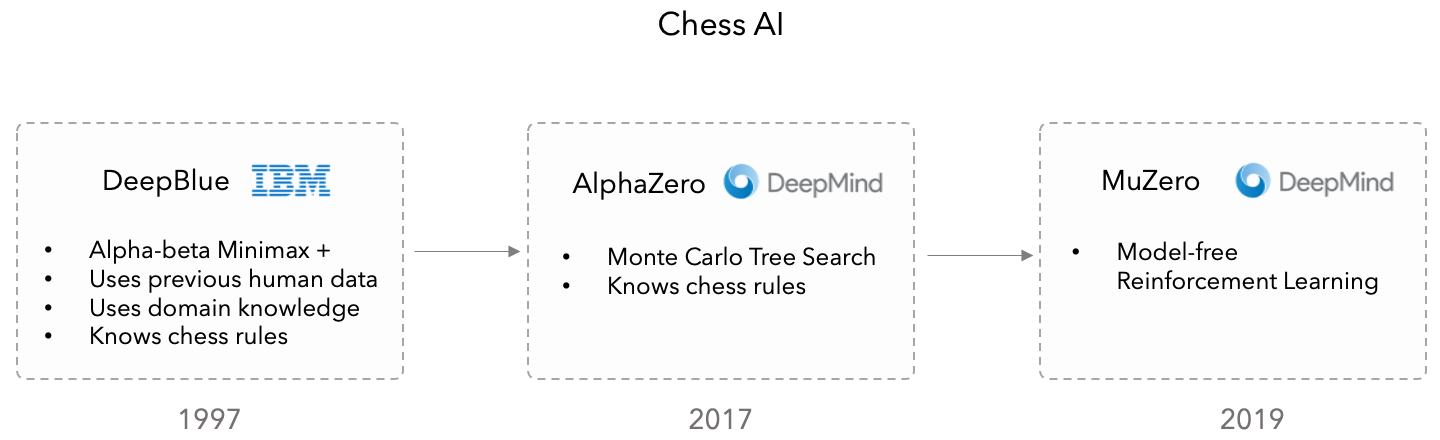 Chess AI
DeepBlue IBM
• Alpha-beta Minimax +
• Uses previous human data
• Uses domain knowledge
• Knows chess rules
1997
AlphaZero DeepMind
• Monte Carlo Tree Search
• Knows chess rules
2017
MuZero DeepMind
• Model-free
Reinforcement Learning
2019